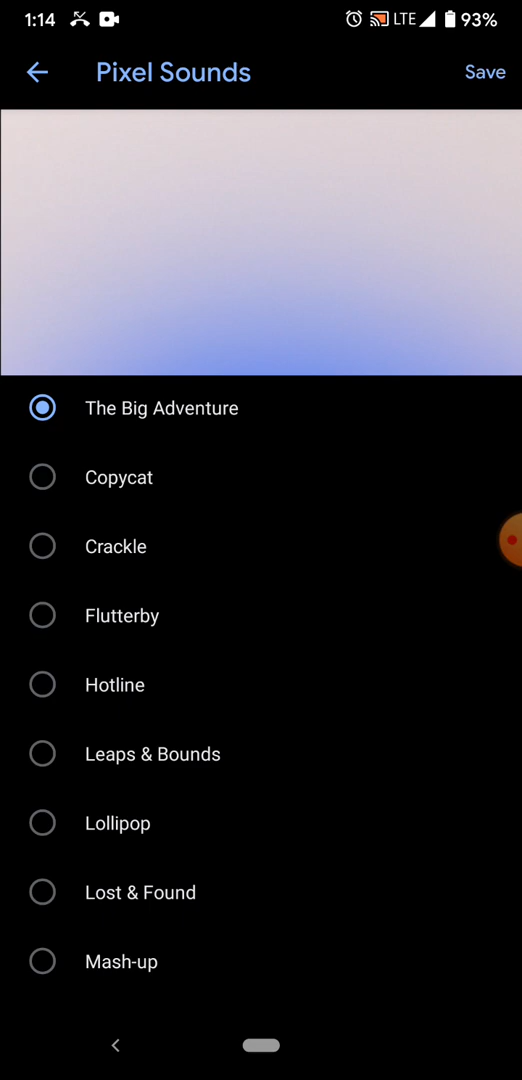 1:14 LTE 93%
Pixel Sounds Save
The Big Adventure
Copycat
Crackle
Flutterby
Hotline
Leaps & Bounds
Lollipop
Lost & Found
Mash-up